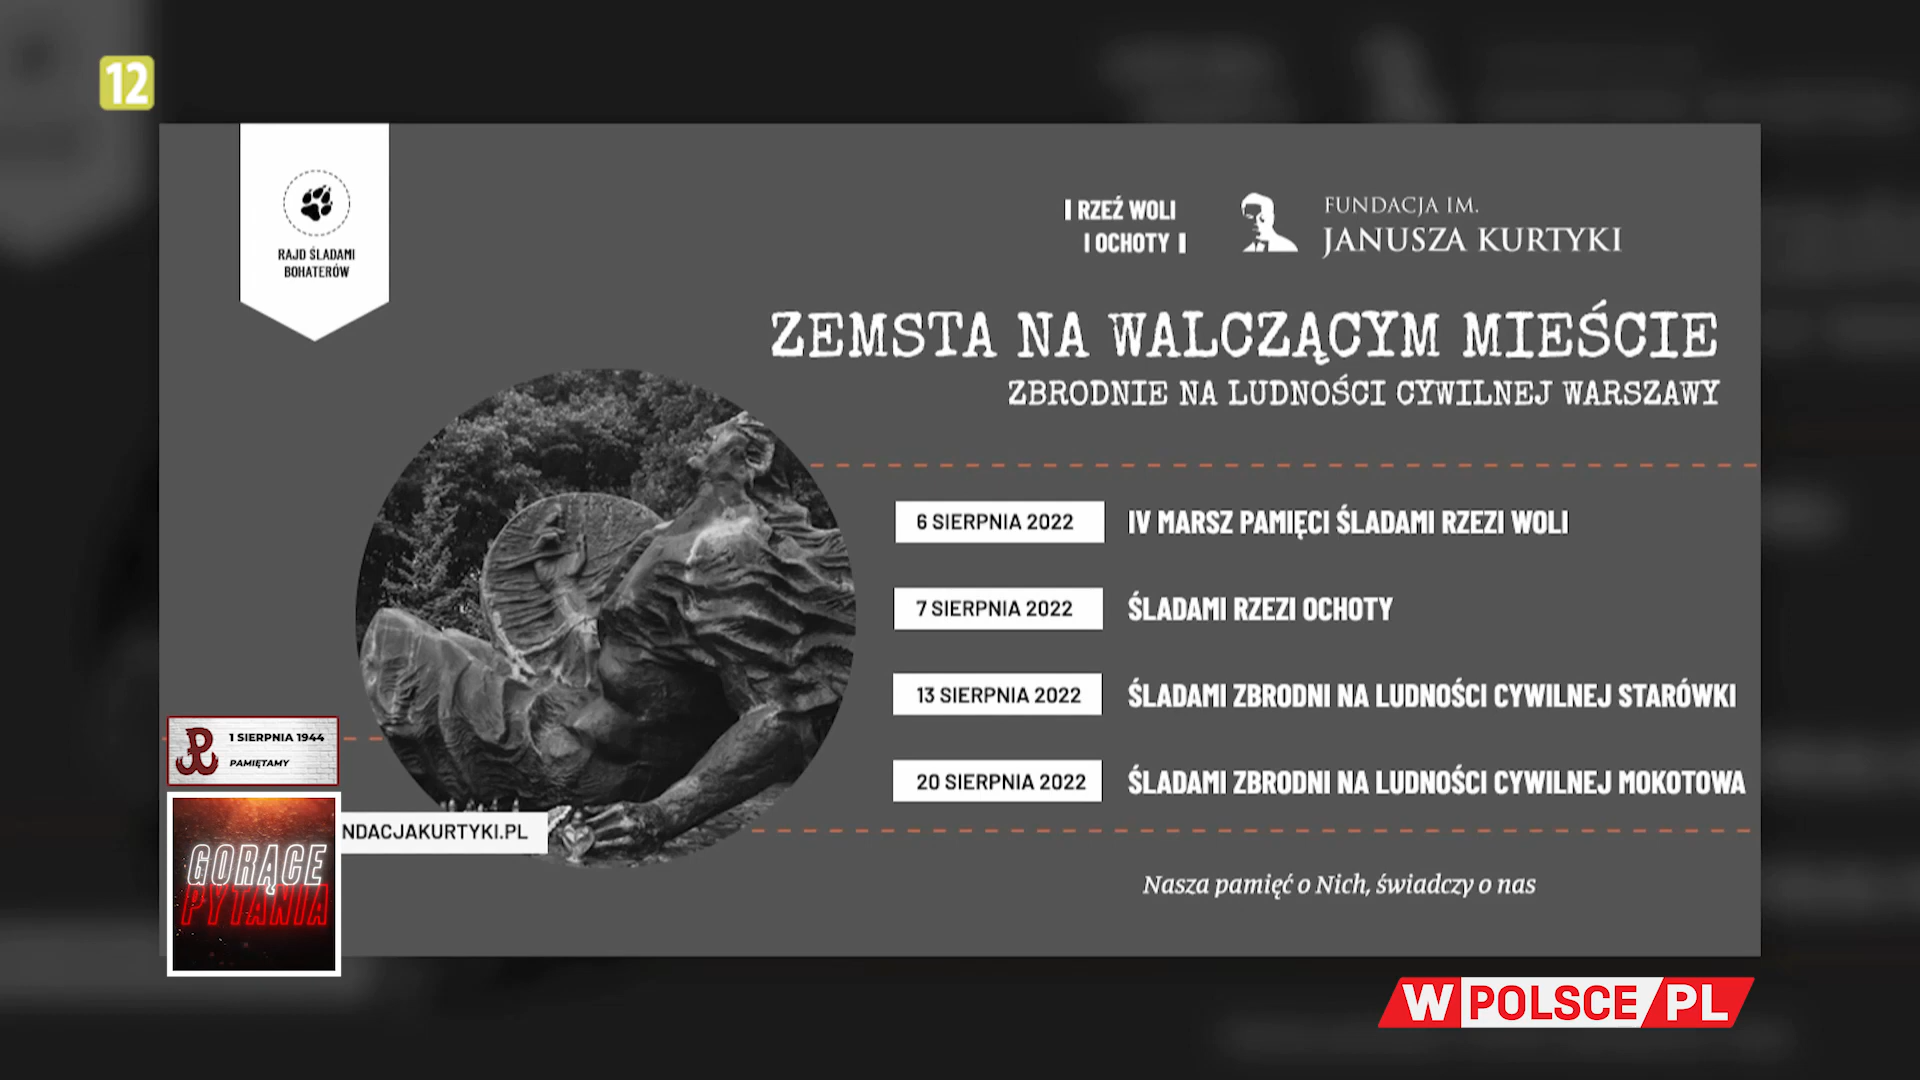 12
RAJD ŚLADAMI
BOHATERÓW
RZEŹ WOLI
I OCHOTY
FUNDACJA IM.
JANUSZA KURTYKI
ZEMSTA NA WALCZĄCYM MIEŚCIE
ZBRODNIE NA LUDNOŚCI CYWILNEJ WARSZAWY
6 SIERPNIA 2022 IV MARSZ PAMIĘCI ŚLADAMI RZEZI WOLI
7 SIERPNIA 2022 ŚLADAMI RZEZI OCHOTY
13 SIERPNIA 2022 ŚLADAMI ZBRODNI NA LUDNOŚCI CYWILNEJ STARÓWKI
20 SIERPNIA 2022 ŚLADAMI ZBRODNI NA LUDNOŚCI CYWILNEJ MOKOTOWA
1 SIERPNIA 1944
PAMIĘTAMY
NDACJAKURTYKI.PL
GORĄCE
PYTANIA
Nasza pamięć o Nich, świadczy o nas
WPOLSCE/PL